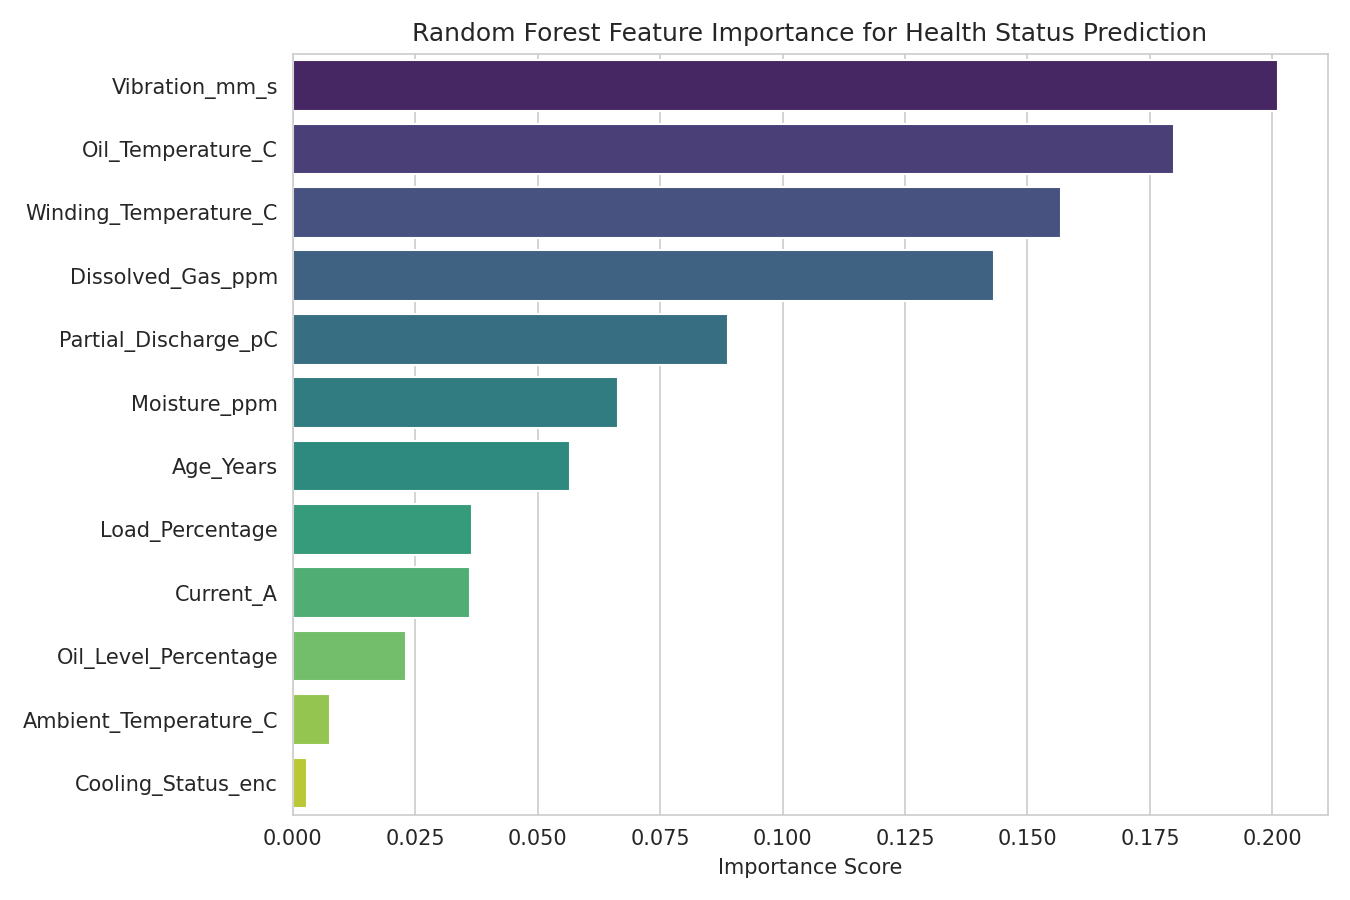 Random Forest Feature Importance for Health Status Prediction
Vibration_mm_s
Oil_Temperature_C
Winding_Temperature_C
Dissolved_Gas_ppm
Partial_Discharge_pC
Moisture_ppm
Age_Years
Load_Percentage
Current_A
Oil_Level_Percentage
Ambient_Temperature_C
Cooling_Status_enc
0.000 0.025 0.050 0.075 0.100 0.125 0.150 0.175 0.200
Importance Score